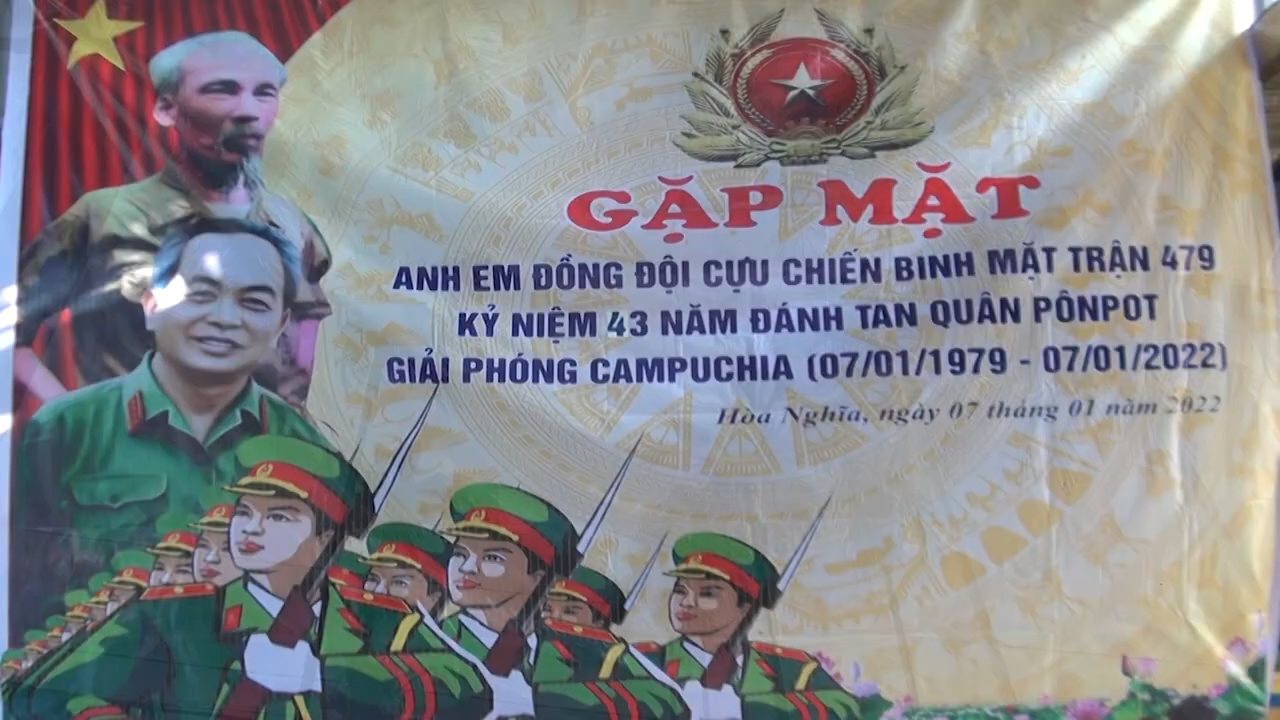 GẶP MẶT
ANH EM ĐỒNG ĐỘI CỰU CHIẾN BINH MẶT TRẬN 479
KỶ NIỆM 43 NĂM ĐÁNH TAN QUÂN PÔNPOT
GIẢI PHÓNG CAMPUCHIA (07/01/1979 - 07/01/2022)
Hòa Nghĩa, ngày 07 tháng 01 năm 2022